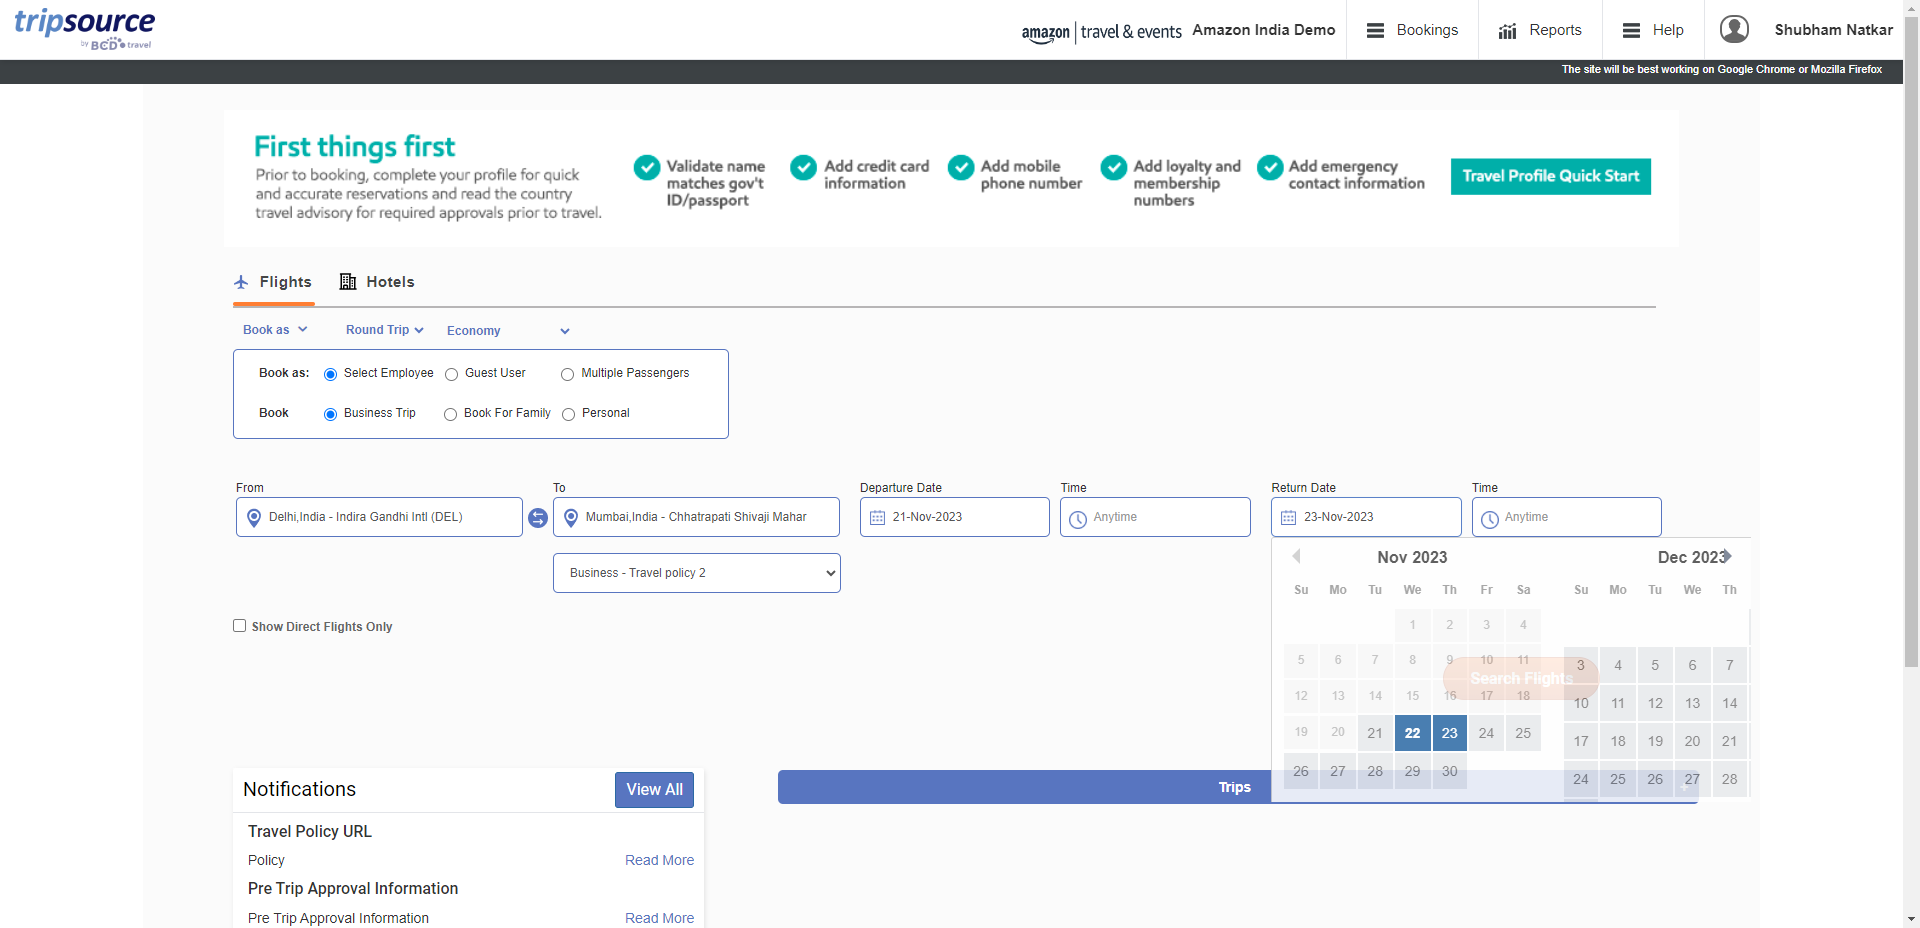 tripsource
by BCD travel
amazon | travel & events Amazon India Demo
Bookings
Reports
Help
Shubham Natkar
The site will be best working on Google Chrome or Mozilla Firefox
First things first
Prior to booking, complete your profile for quick
and accurate reservations and read the country
travel advisory for required approvals prior to travel.
Validate name
matches gov't
ID/passport
Add credit card
information
Add mobile
phone number
Add loyalty and
membership
numbers
Add emergency
contact information
Travel Profile Quick Start
Flights
Hotels
Book as
Round Trip
Economy
Book as: Select Employee Guest User Multiple Passengers
Book Business Trip Book For Family Personal
From
Delhi,India - Indira Gandhi Intl (DEL)
To
Mumbai,India - Chhatrapati Shivaji Mahar
Departure Date
21-Nov-2023
Time
Anytime
Return Date
23-Nov-2023
Time
Anytime
Business - Travel policy 2
Show Direct Flights Only
Nov 2023
Su Mo Tu We Th Fr Sa
1 2 3 4
5 6 7 8 9 10 11
12 13 14 15 16 17 18
19 20 21 22 23 24 25
26 27 28 29 30
Dec 2023
Su Mo Tu We Th
3 4 5 6 7
10 11 12 13 14
17 18 19 20 21
24 25 26 27 28
Search Flights
Notifications
View All
Travel Policy URL
Policy Read More
Pre Trip Approval Information
Pre Trip Approval Information Read More
Trips
+